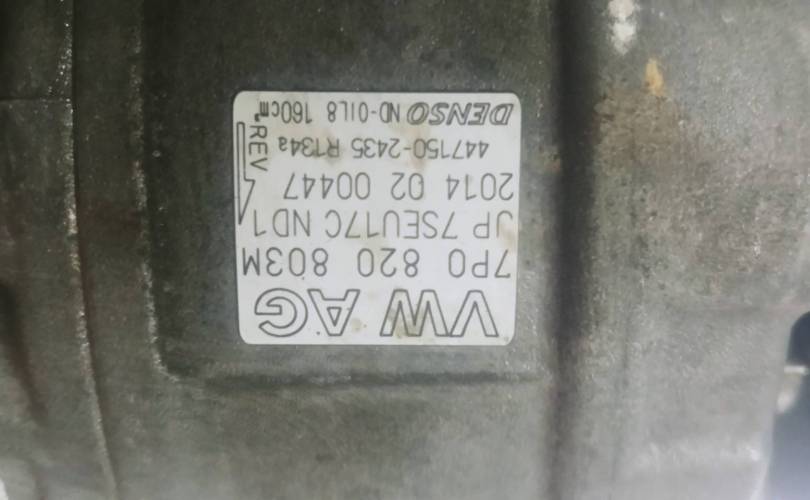 VW AG
7P0 820 803M
JP 7SEU17C ND1
2014 02 00447
447150-2435 R134a
DENSO ND-OIL8 160cm³
REV